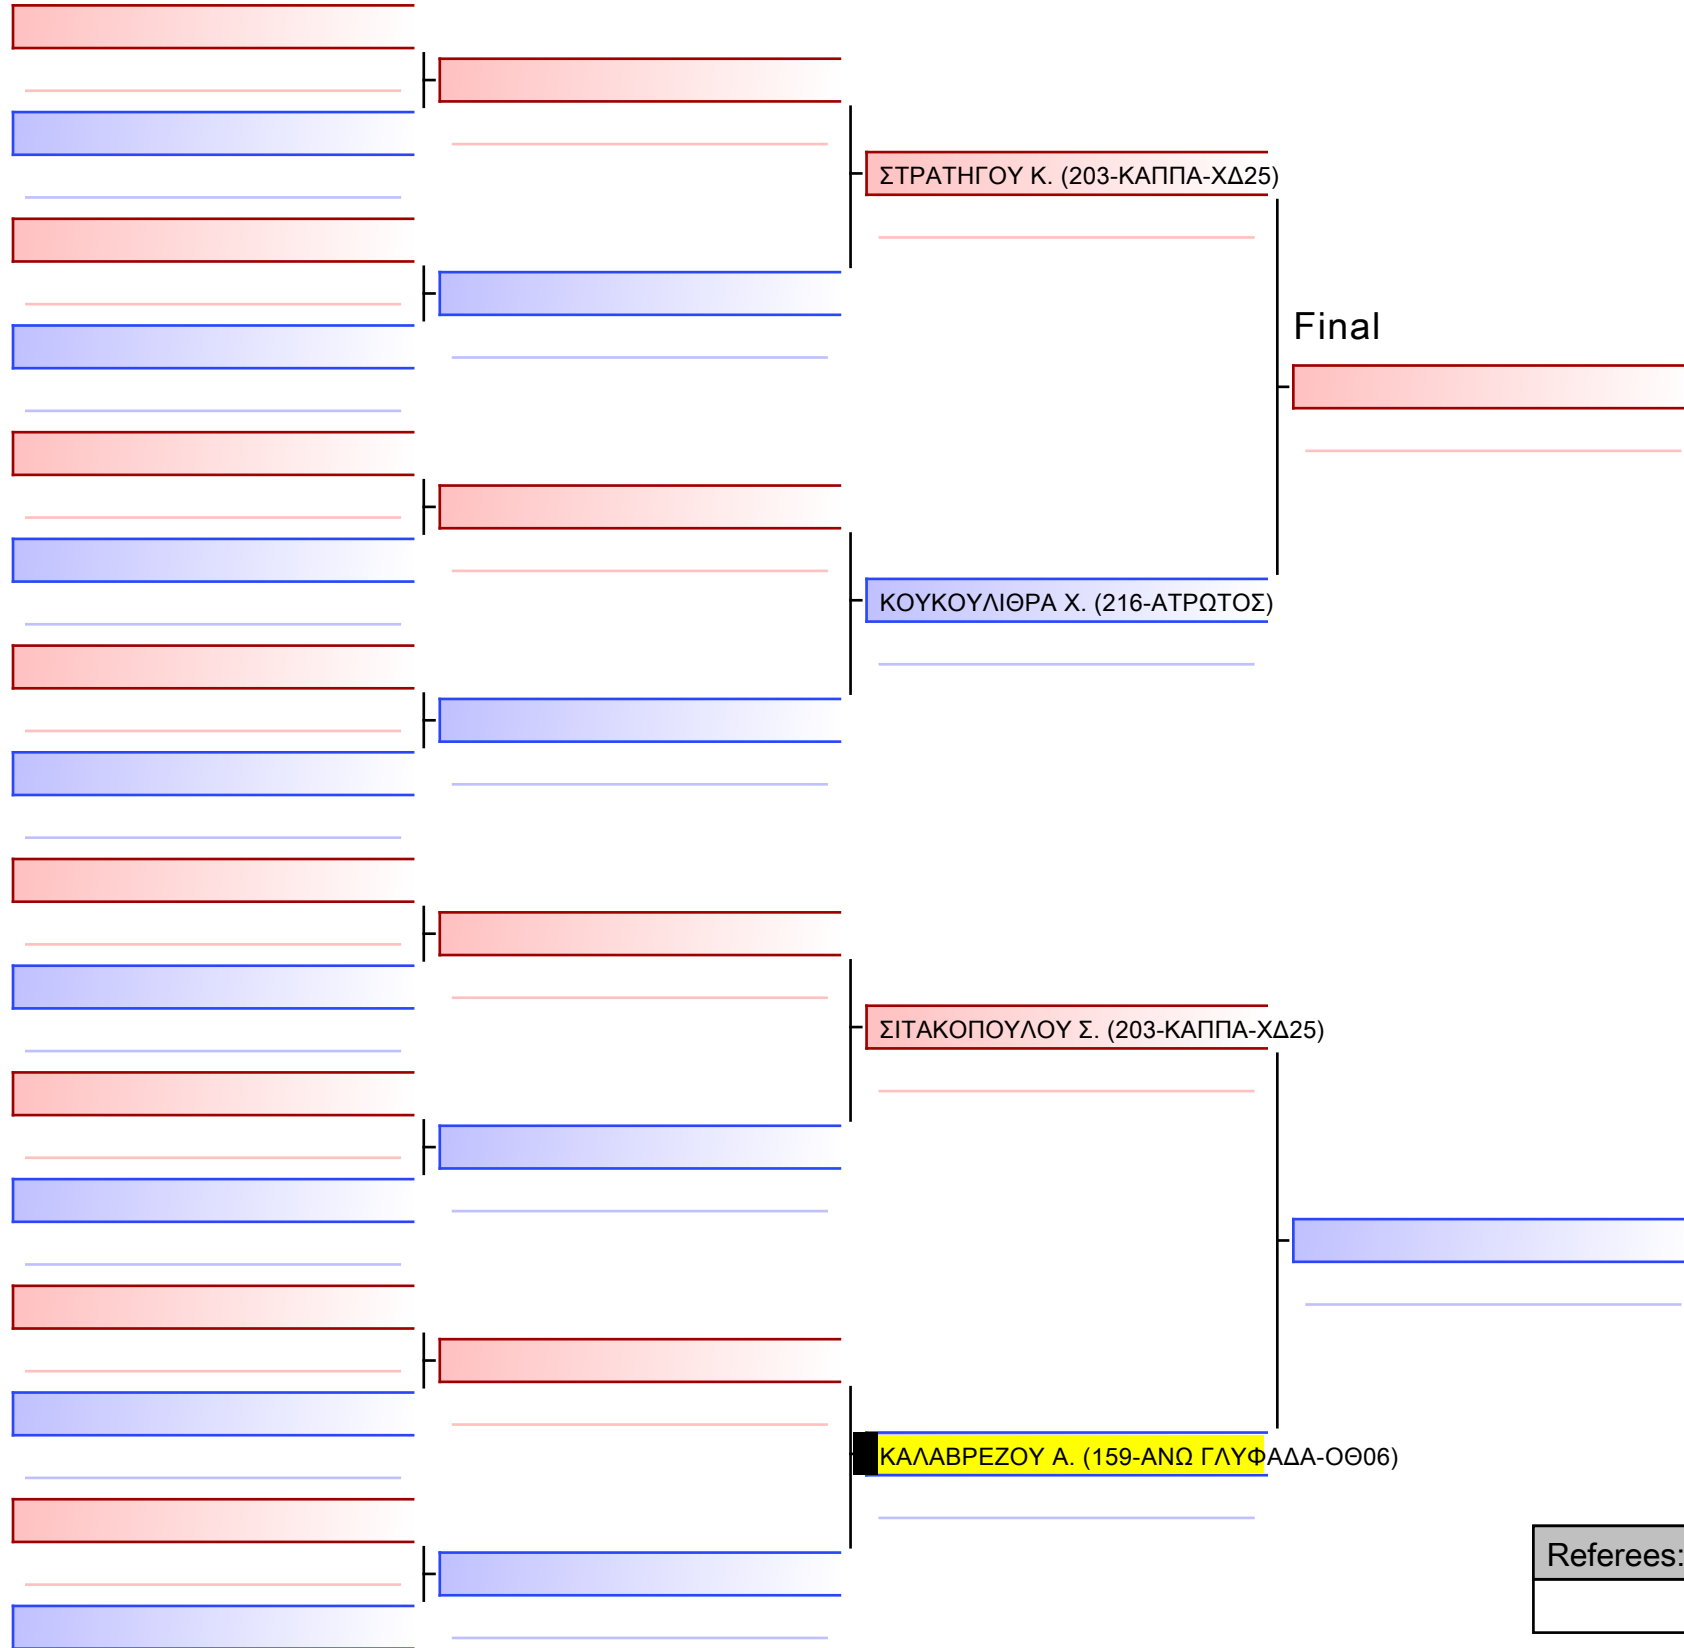 ΣΤΡΑΤΗΓΟΥ Κ. (203-ΚΑΠΠΑ-ΧΔ25)
Final
ΚΟΥΚΟΥΛΙΘΡΑ Χ. (216-ΑΤΡΩΤΟΣ)
ΣΙΤΑΚΟΠΟΥΛΟΥ Σ. (203-ΚΑΠΠΑ-ΧΔ25)
ΚΑΛΑΒΡΕΖΟΥ Α. (159-ΑΝΩ ΓΛΥΦΑΔΑ-ΟΘ06)
Referees: